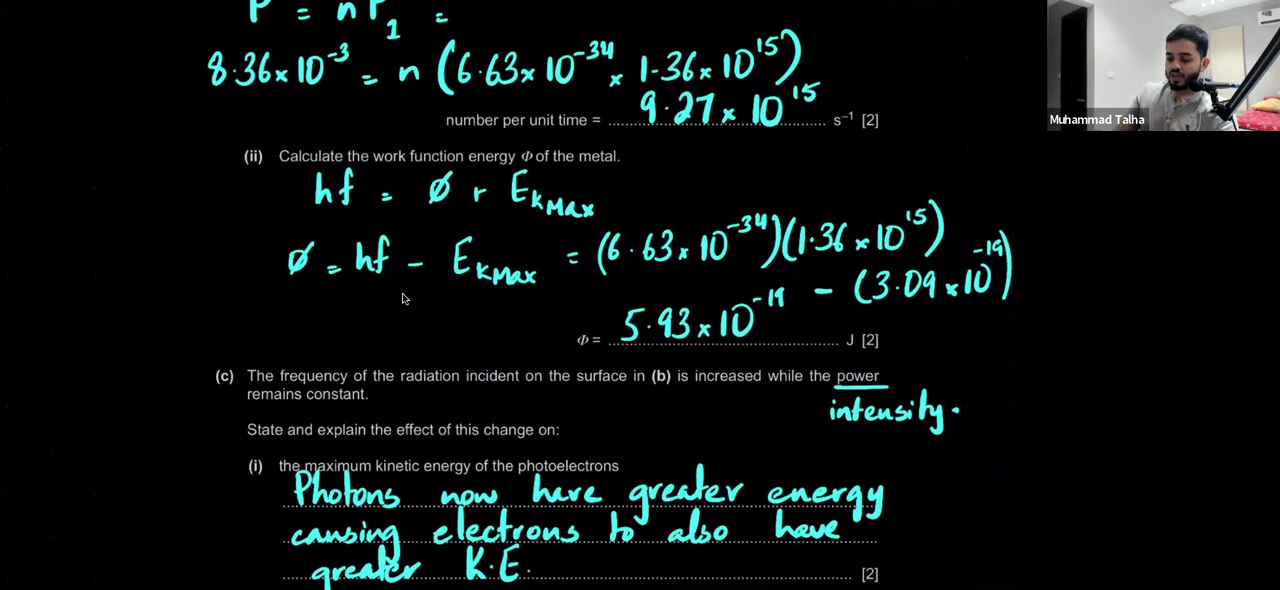 P = n P₁ =
8.36×10⁻³ = n (6.63×10⁻³⁴ × 1.36×10¹⁵)
number per unit time = 9.27×10¹⁵ s⁻¹ [2]
Muhammad Talha
(ii) Calculate the work function energy Φ of the metal.
hf = Ø + E_KMax
Ø = hf − E_KMax = (6.63×10⁻³⁴)(1.36×10¹⁵)
− (3.09×10⁻¹⁹)
Φ = 5.93×10⁻¹⁹ J [2]
(c) The frequency of the radiation incident on the surface in (b) is increased while the power
remains constant.
intensity.
State and explain the effect of this change on:
(i) the maximum kinetic energy of the photoelectrons
Photons now have greater energy
causing electrons to also have
greater K.E. [2]